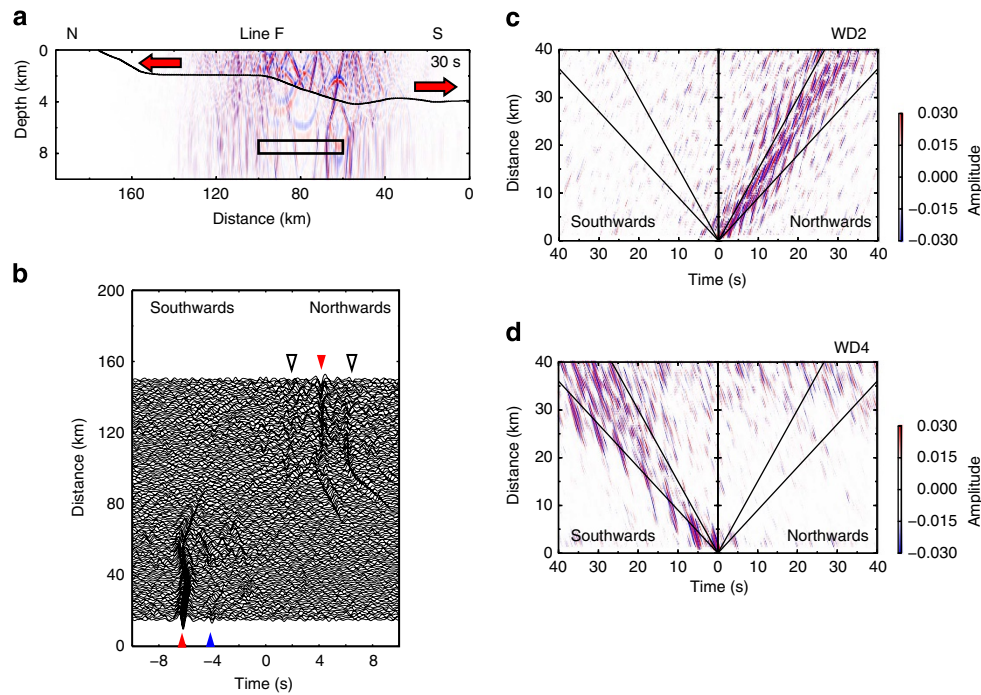 a
N Line F S
30 s
0
4
8
Depth (km)
160 120 80 40 0
Distance (km)
b
200
160
120
80
40
0
Distance (km)
Southwards Northwards
−8 −4 0 4 8
Time (s)
c
WD2
40
30
20
10
0
Distance (km)
Southwards Northwards
40 30 20 10 0 10 20 30 40
Time (s)
0.030
0.015
0.000
−0.015
−0.030
Amplitude
d
WD4
40
30
20
10
0
Distance (km)
Southwards Northwards
40 30 20 10 0 10 20 30 40
Time (s)
0.030
0.015
0.000
−0.015
−0.030
Amplitude